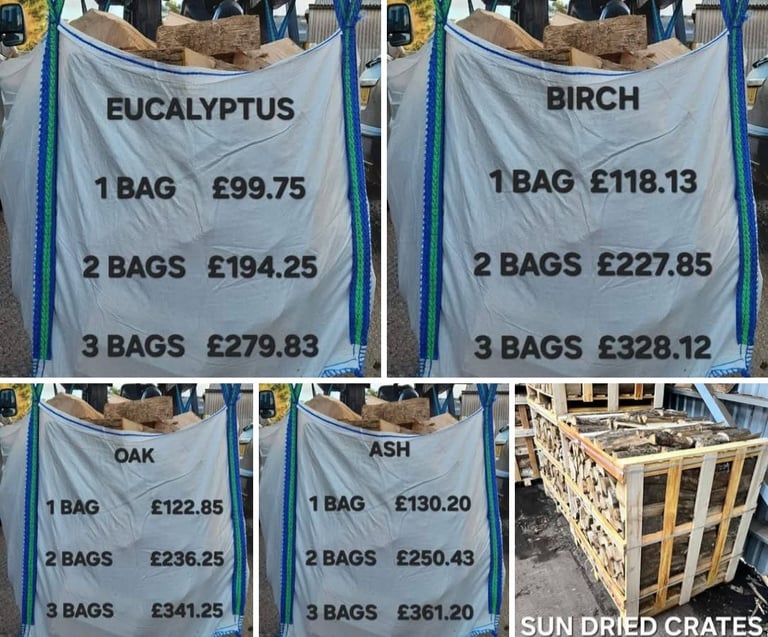 EUCALYPTUS
1 BAG £99.75
2 BAGS £194.25
3 BAGS £279.83
BIRCH
1 BAG £118.13
2 BAGS £227.85
3 BAGS £328.12
OAK
1 BAG £122.85
2 BAGS £236.25
3 BAGS £341.25
ASH
1 BAG £130.20
2 BAGS £250.43
3 BAGS £361.20
SUN DRIED CRATES